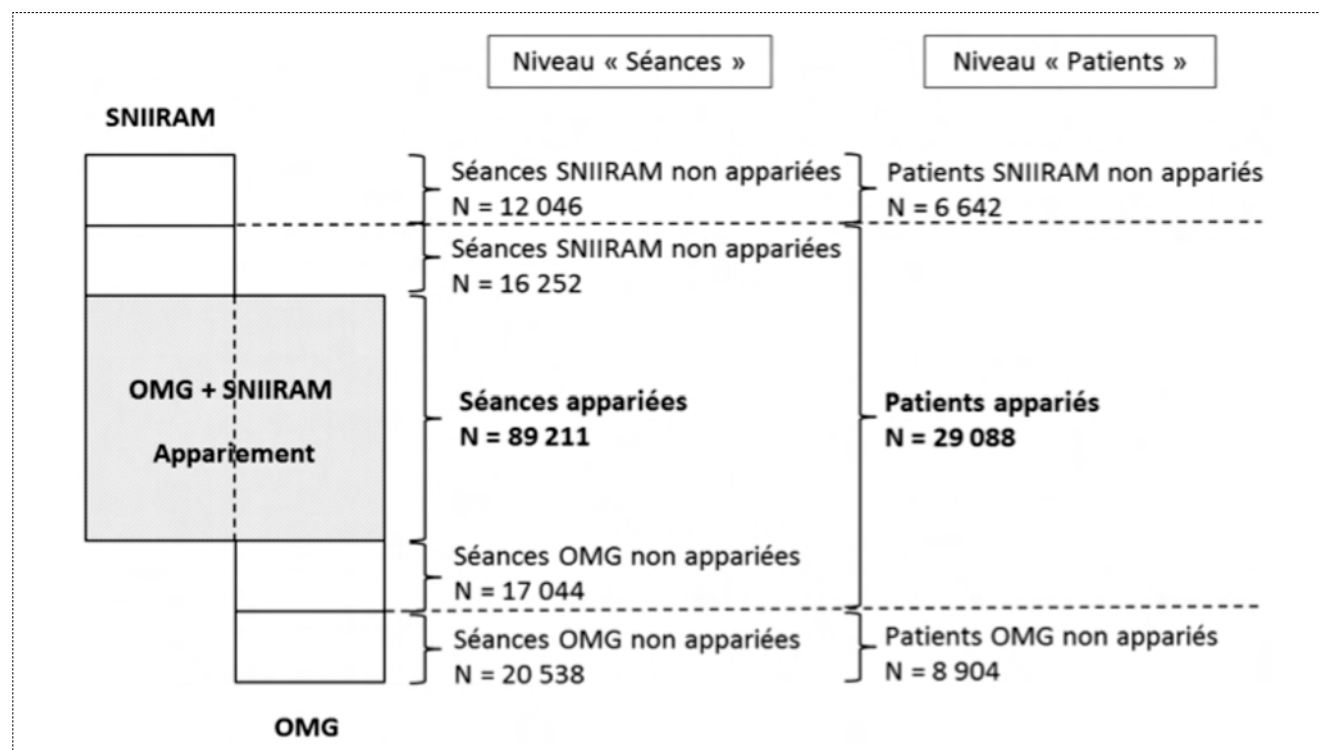 Niveau « Séances »
Niveau « Patients »
SNIIRAM
Séances SNIIRAM non appariées
N = 12 046
Patients SNIIRAM non appariés
N = 6 642
Séances SNIIRAM non appariées
N = 16 252
OMG + SNIIRAM
Appariement
Séances appariées
N = 89 211
Patients appariés
N = 29 088
Séances OMG non appariées
N = 17 044
Séances OMG non appariées
N = 20 538
Patients OMG non appariés
N = 8 904
OMG